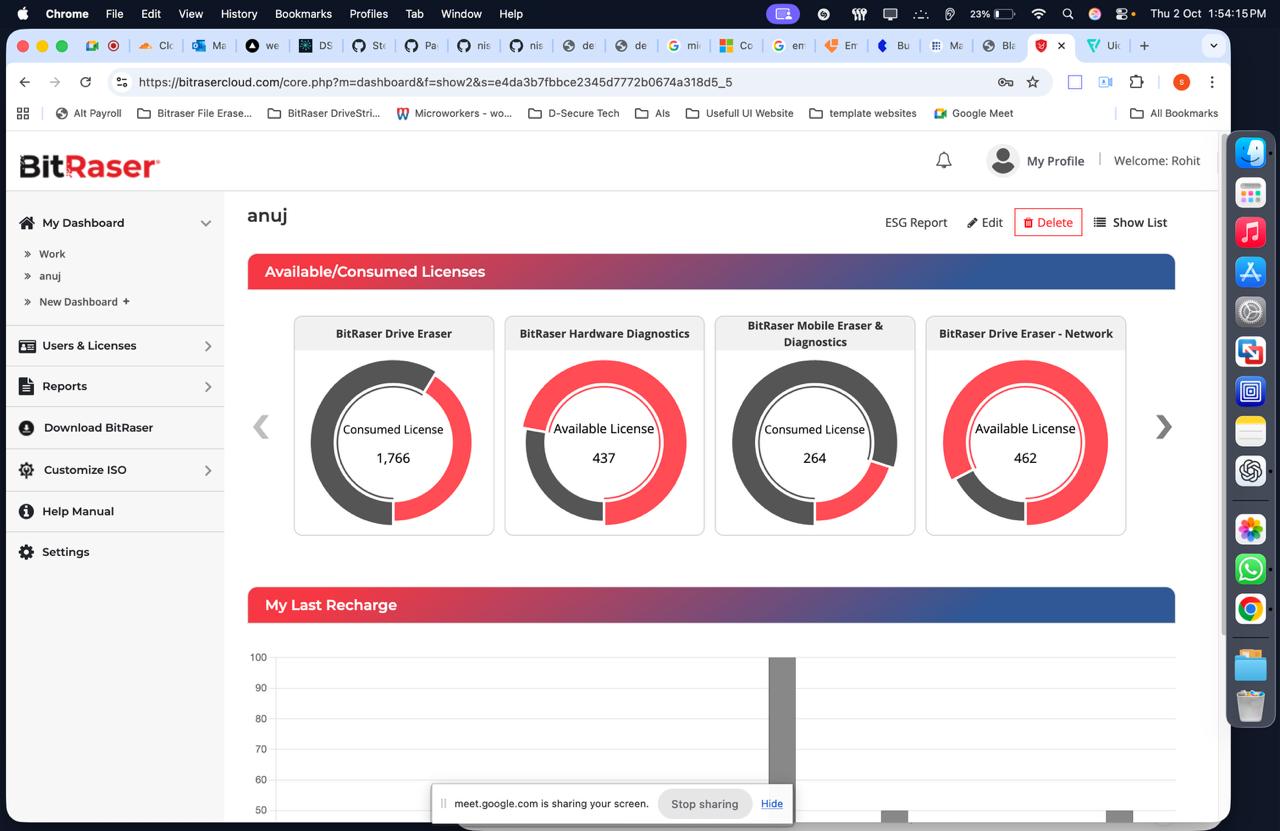 Chrome File Edit View History Bookmarks Profiles Tab Window Help 23% Thu 2 Oct 1:54:15 PM
Clc Ma we DS Stc Pa nis nis de de mi Co em Em Bu Ma Bla Uic
https://bitrasercloud.com/core.php?m=dashboard&f=show2&s=e4da3b7fbbce2345d7772b0674a318d5_5 s
Alt Payroll Bitraser File Erase... BitRaser DriveStri... Microworkers - wo... D-Secure Tech AIs Usefull UI Website template websites Google Meet All Bookmarks
BitRaser
My Profile Welcome: Rohit
My Dashboard
Work
anuj
New Dashboard +
Users & Licenses
Reports
Download BitRaser
Customize ISO
Help Manual
Settings
anuj
ESG Report Edit Delete Show List
Available/Consumed Licenses
BitRaser Drive Eraser
Consumed License
1,766
BitRaser Hardware Diagnostics
Available License
437
BitRaser Mobile Eraser &
Diagnostics
Consumed License
264
BitRaser Drive Eraser - Network
Available License
462
My Last Recharge
100
90
80
70
60
50
meet.google.com is sharing your screen. Stop sharing Hide